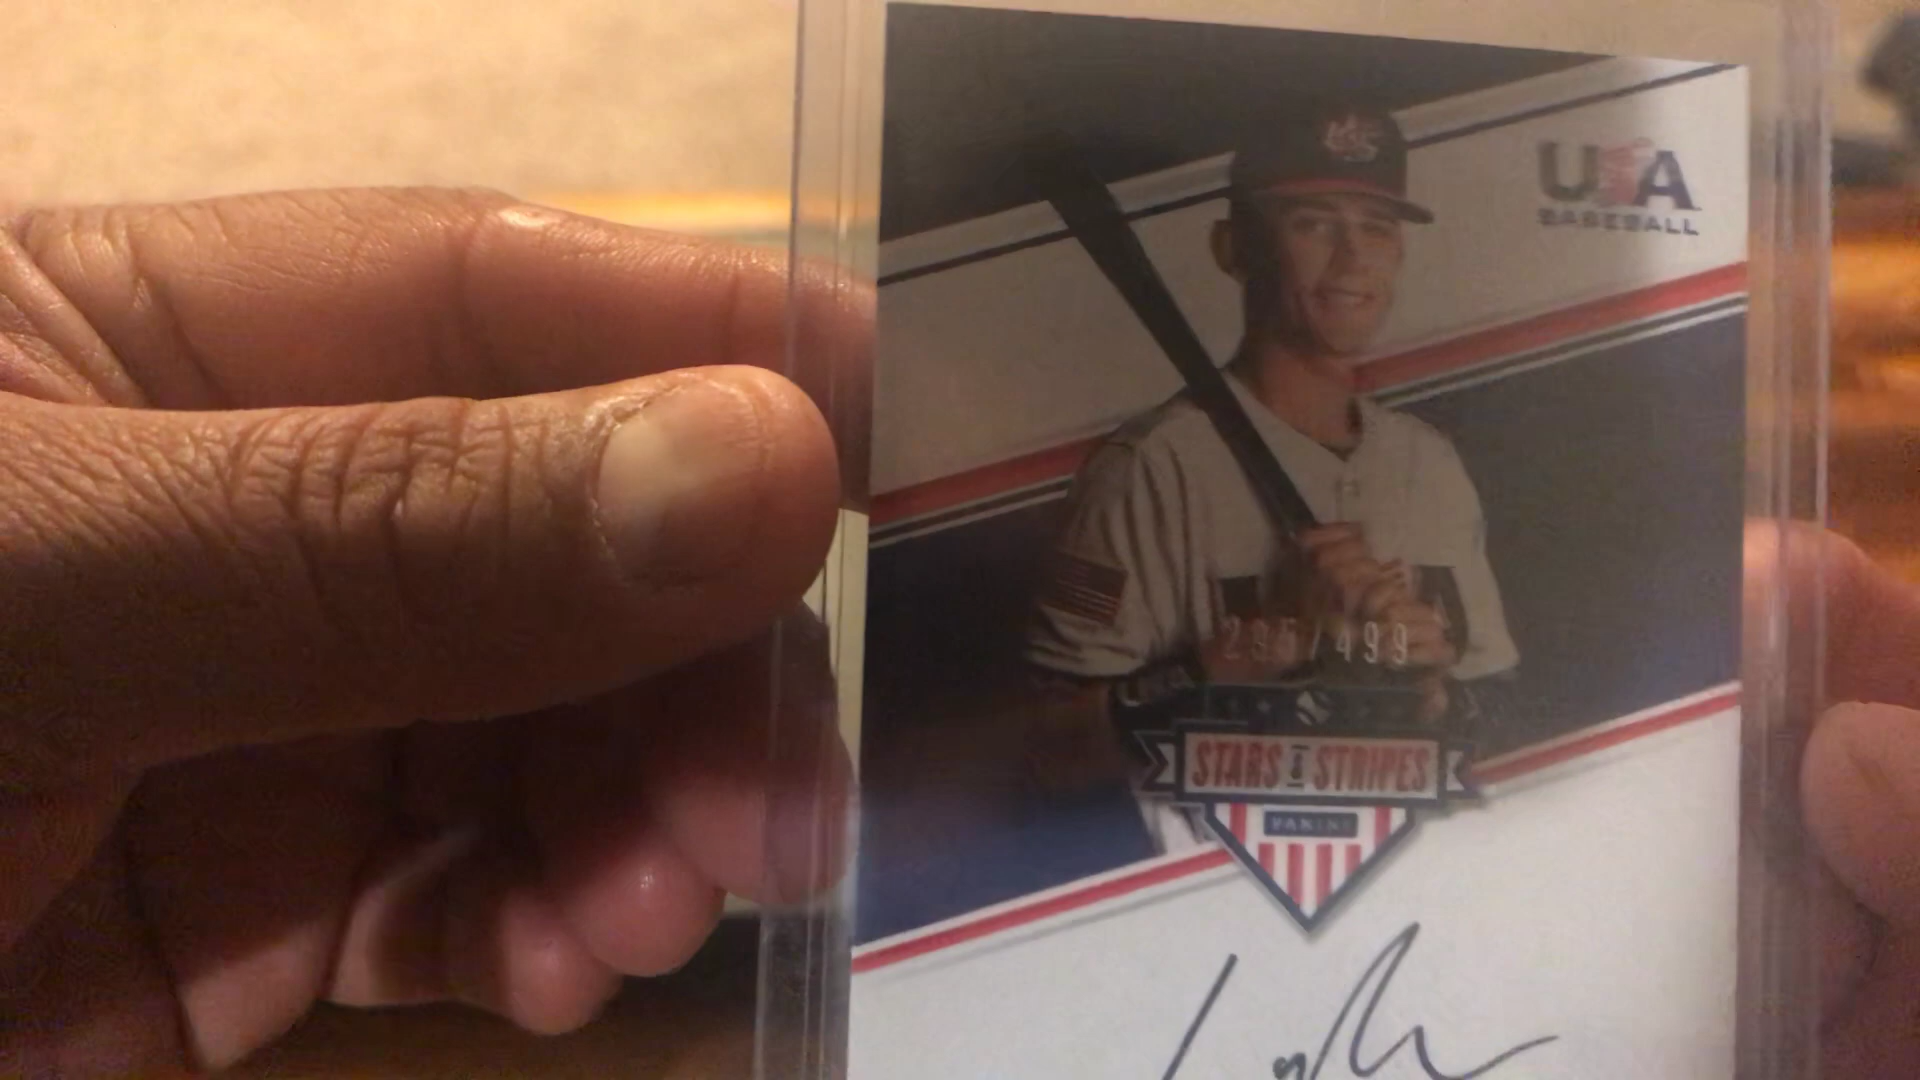 USA
BASEBALL
295/499
STARS & STRIPES
PANINI